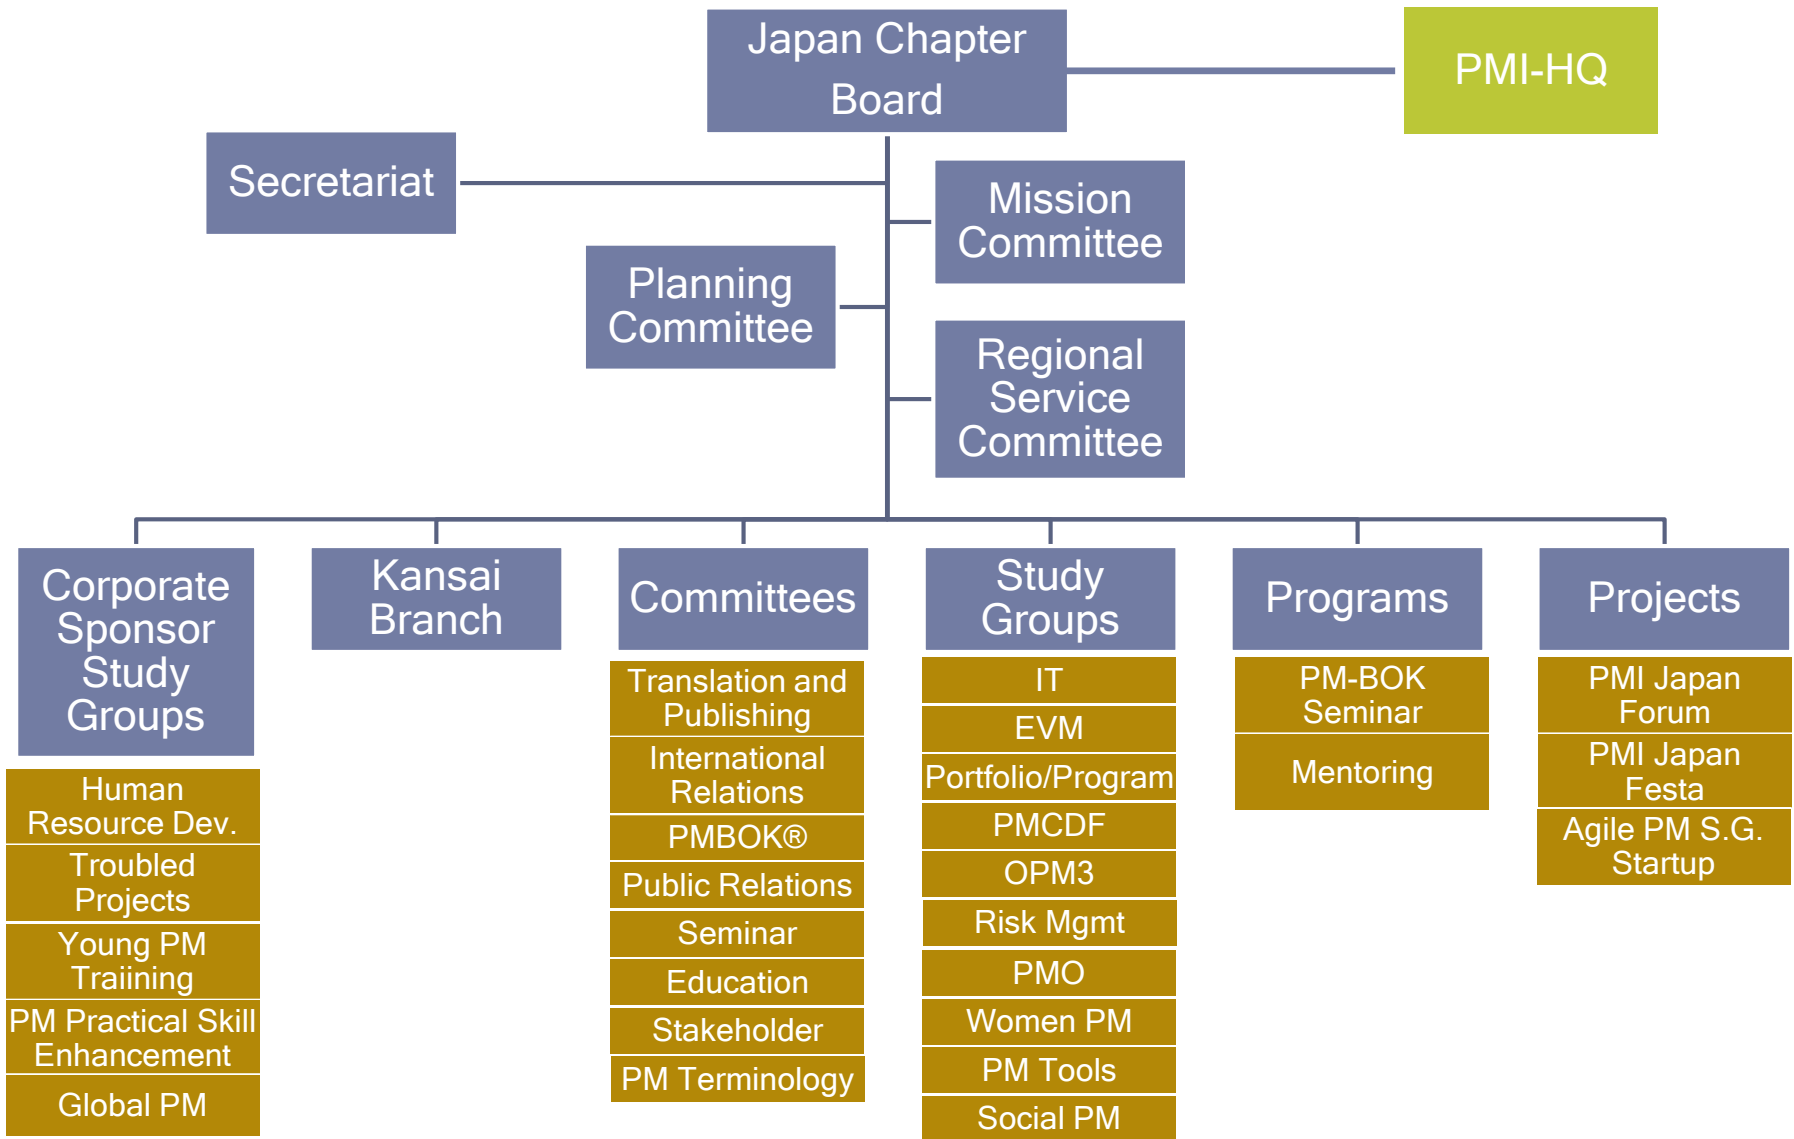 Japan Chapter
Board
PMI-HQ
Secretariat
Mission
Committee
Planning
Committee
Regional
Service
Committee
Corporate
Sponsor
Study
Groups
Human
Resource Dev.
Troubled
Projects
Young PM
Traiining
PM Practical Skill
Enhancement
Global PM
Kansai
Branch
Committees
Translation and
Publishing
International
Relations
PMBOK®
Public Relations
Seminar
Education
Stakeholder
PM Terminology
Study
Groups
IT
EVM
Portfolio/Program
PMCDF
OPM3
Risk Mgmt
PMO
Women PM
PM Tools
Social PM
Programs
PM-BOK
Seminar
Mentoring
Projects
PMI Japan
Forum
PMI Japan
Festa
Agile PM S.G.
Startup